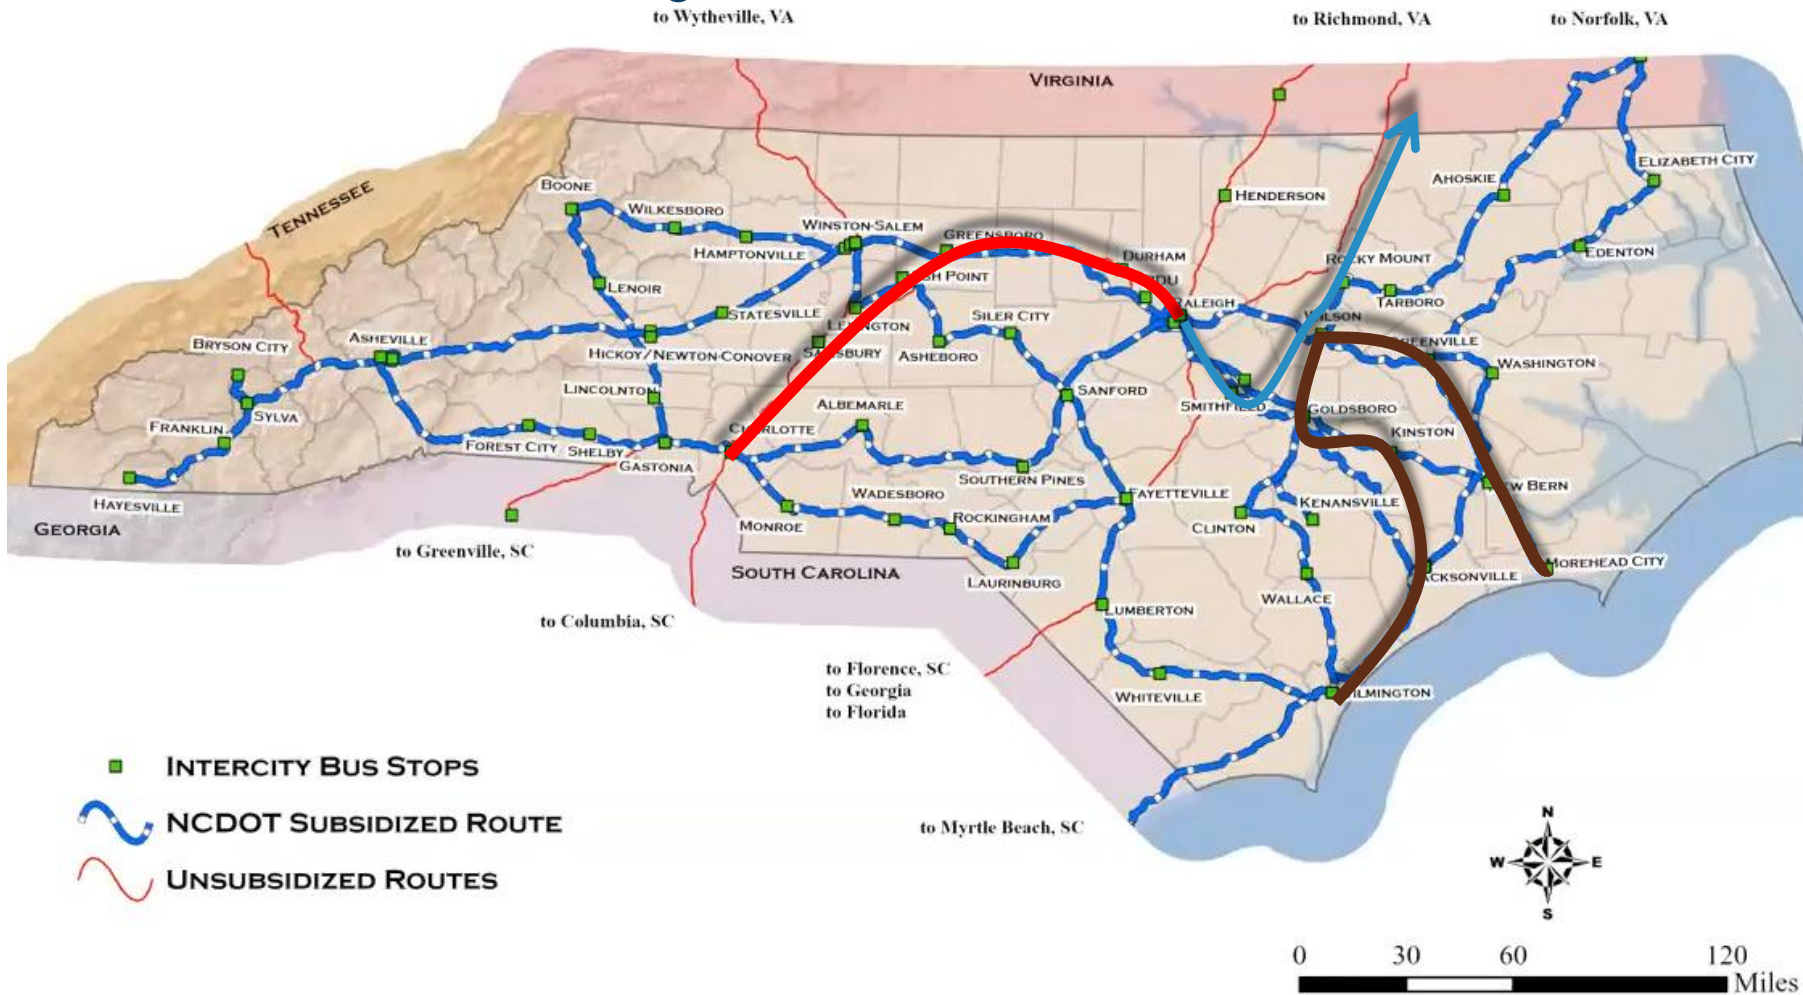 to Wytheville, VA
to Richmond, VA
to Norfolk, VA
VIRGINIA
TENNESSEE
ELIZABETH CITY
BOONE
AHOSKIE
HENDERSON
WILKESBORO
WINSTON-SALEM
GREENSBORO
HAMPTONVILLE
DURHAM
ROCKY MOUNT
EDENTON
LENOIR
TARBORO
RALEIGH
STATESVILLE
SILER CITY
WILSON
BRYSON CITY
ASHEVILLE
HICKOY/NEWTON-CONOVER
ASHEBORO
WASHINGTON
LINCOLNTON
SANFORD
SYLVA
ALBEMARLE
SMITHFIELD
GOLDSBORO
FRANKLIN
FOREST CITY
SHELBY
GASTONIA
KINSTON
SOUTHERN PINES
HAYESVILLE
WADESBORO
FAYETTEVILLE
KENANSVILLE
GEORGIA
MONROE
ROCKINGHAM
CLINTON
to Greenville, SC
SOUTH CAROLINA
LAURINBURG
MOREHEAD CITY
WALLACE
LUMBERTON
to Columbia, SC
to Florence, SC
to Georgia
to Florida
WHITEVILLE
INTERCITY BUS STOPS
NCDOT SUBSIDIZED ROUTE
to Myrtle Beach, SC
UNSUBSIDIZED ROUTES
N
W E
S
0 30 60 120
Miles